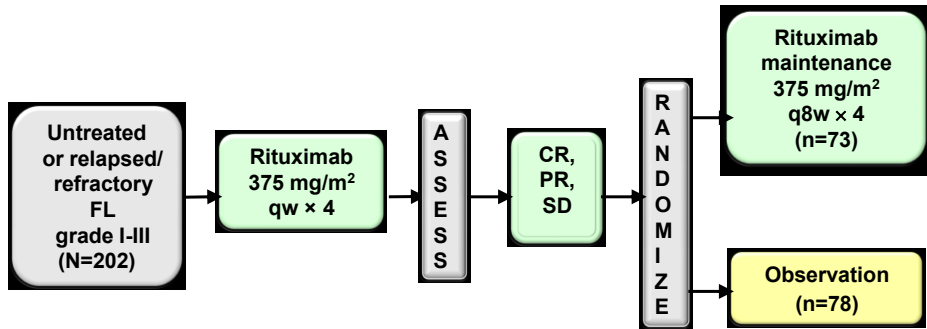 Untreated
or relapsed/
refractory
FL
grade I-III
(N=202)
Rituximab
375 mg/m²
qw × 4
A
S
S
E
S
S
CR,
PR,
SD
R
A
N
D
O
M
I
Z
E
Rituximab
maintenance
375 mg/m²
q8w × 4
(n=73)
Observation
(n=78)